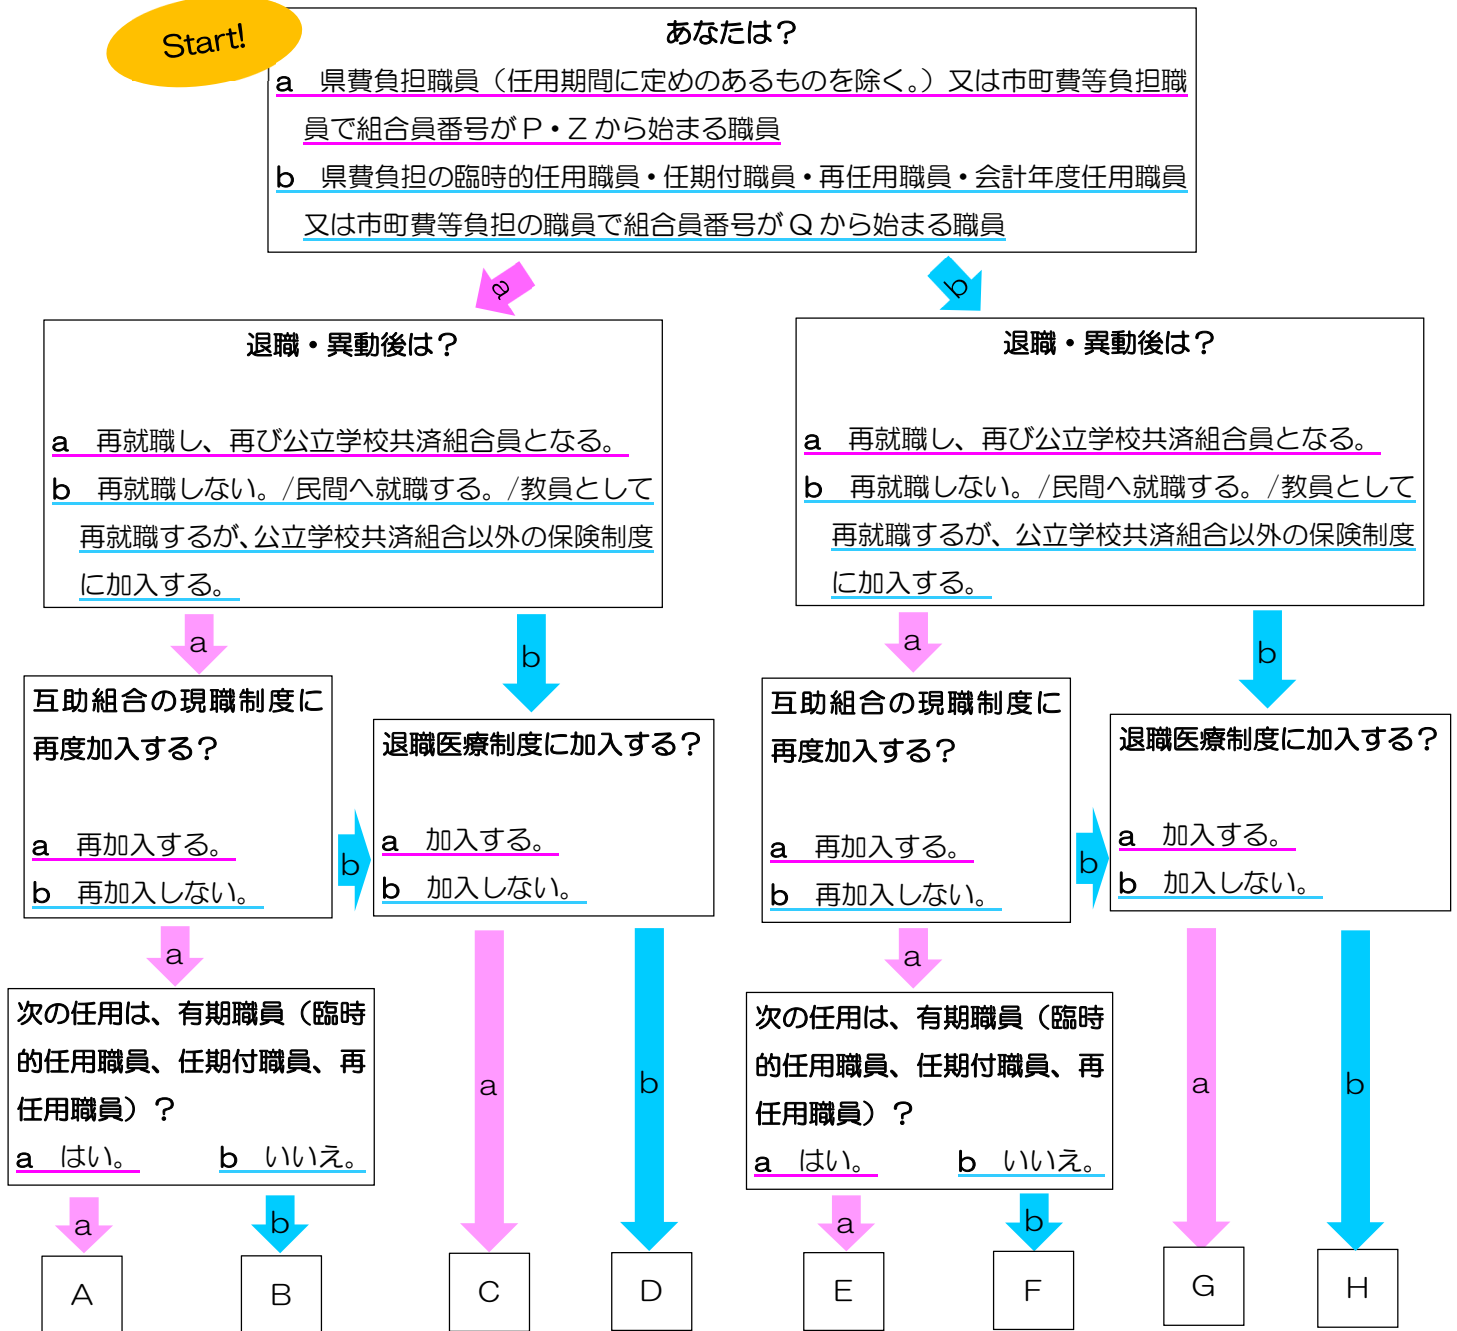 Start!
あなたは？
a　県費負担職員（任用期間に定めのあるものを除く。）又は市町費等負担職
員で組合員番号がＰ・Ｚから始まる職員
b　県費負担の臨時的任用職員・任期付職員・再任用職員・会計年度任用職員
又は市町費等負担の職員で組合員番号がＱから始まる職員
a
b
退職・異動後は？
a　再就職し、再び公立学校共済組合員となる。
b　再就職しない。/民間へ就職する。/教員として
再就職するが、公立学校共済組合以外の保険制度
に加入する。
退職・異動後は？
a　再就職し、再び公立学校共済組合員となる。
b　再就職しない。/民間へ就職する。/教員として
再就職するが、公立学校共済組合以外の保険制度
に加入する。
a
b
a
b
互助組合の現職制度に
再度加入する？
a　再加入する。
b　再加入しない。
b
退職医療制度に加入する？
a　加入する。
b　加入しない。
互助組合の現職制度に
再度加入する？
a　再加入する。
b　再加入しない。
b
退職医療制度に加入する？
a　加入する。
b　加入しない。
a
a
b
a
a
b
次の任用は、有期職員（臨時
的任用職員、任期付職員、再
任用職員）？
a　はい。　b　いいえ。
次の任用は、有期職員（臨時
的任用職員、任期付職員、再
任用職員）？
a　はい。　b　いいえ。
a
b
a
b
A
B
C
D
E
F
G
H